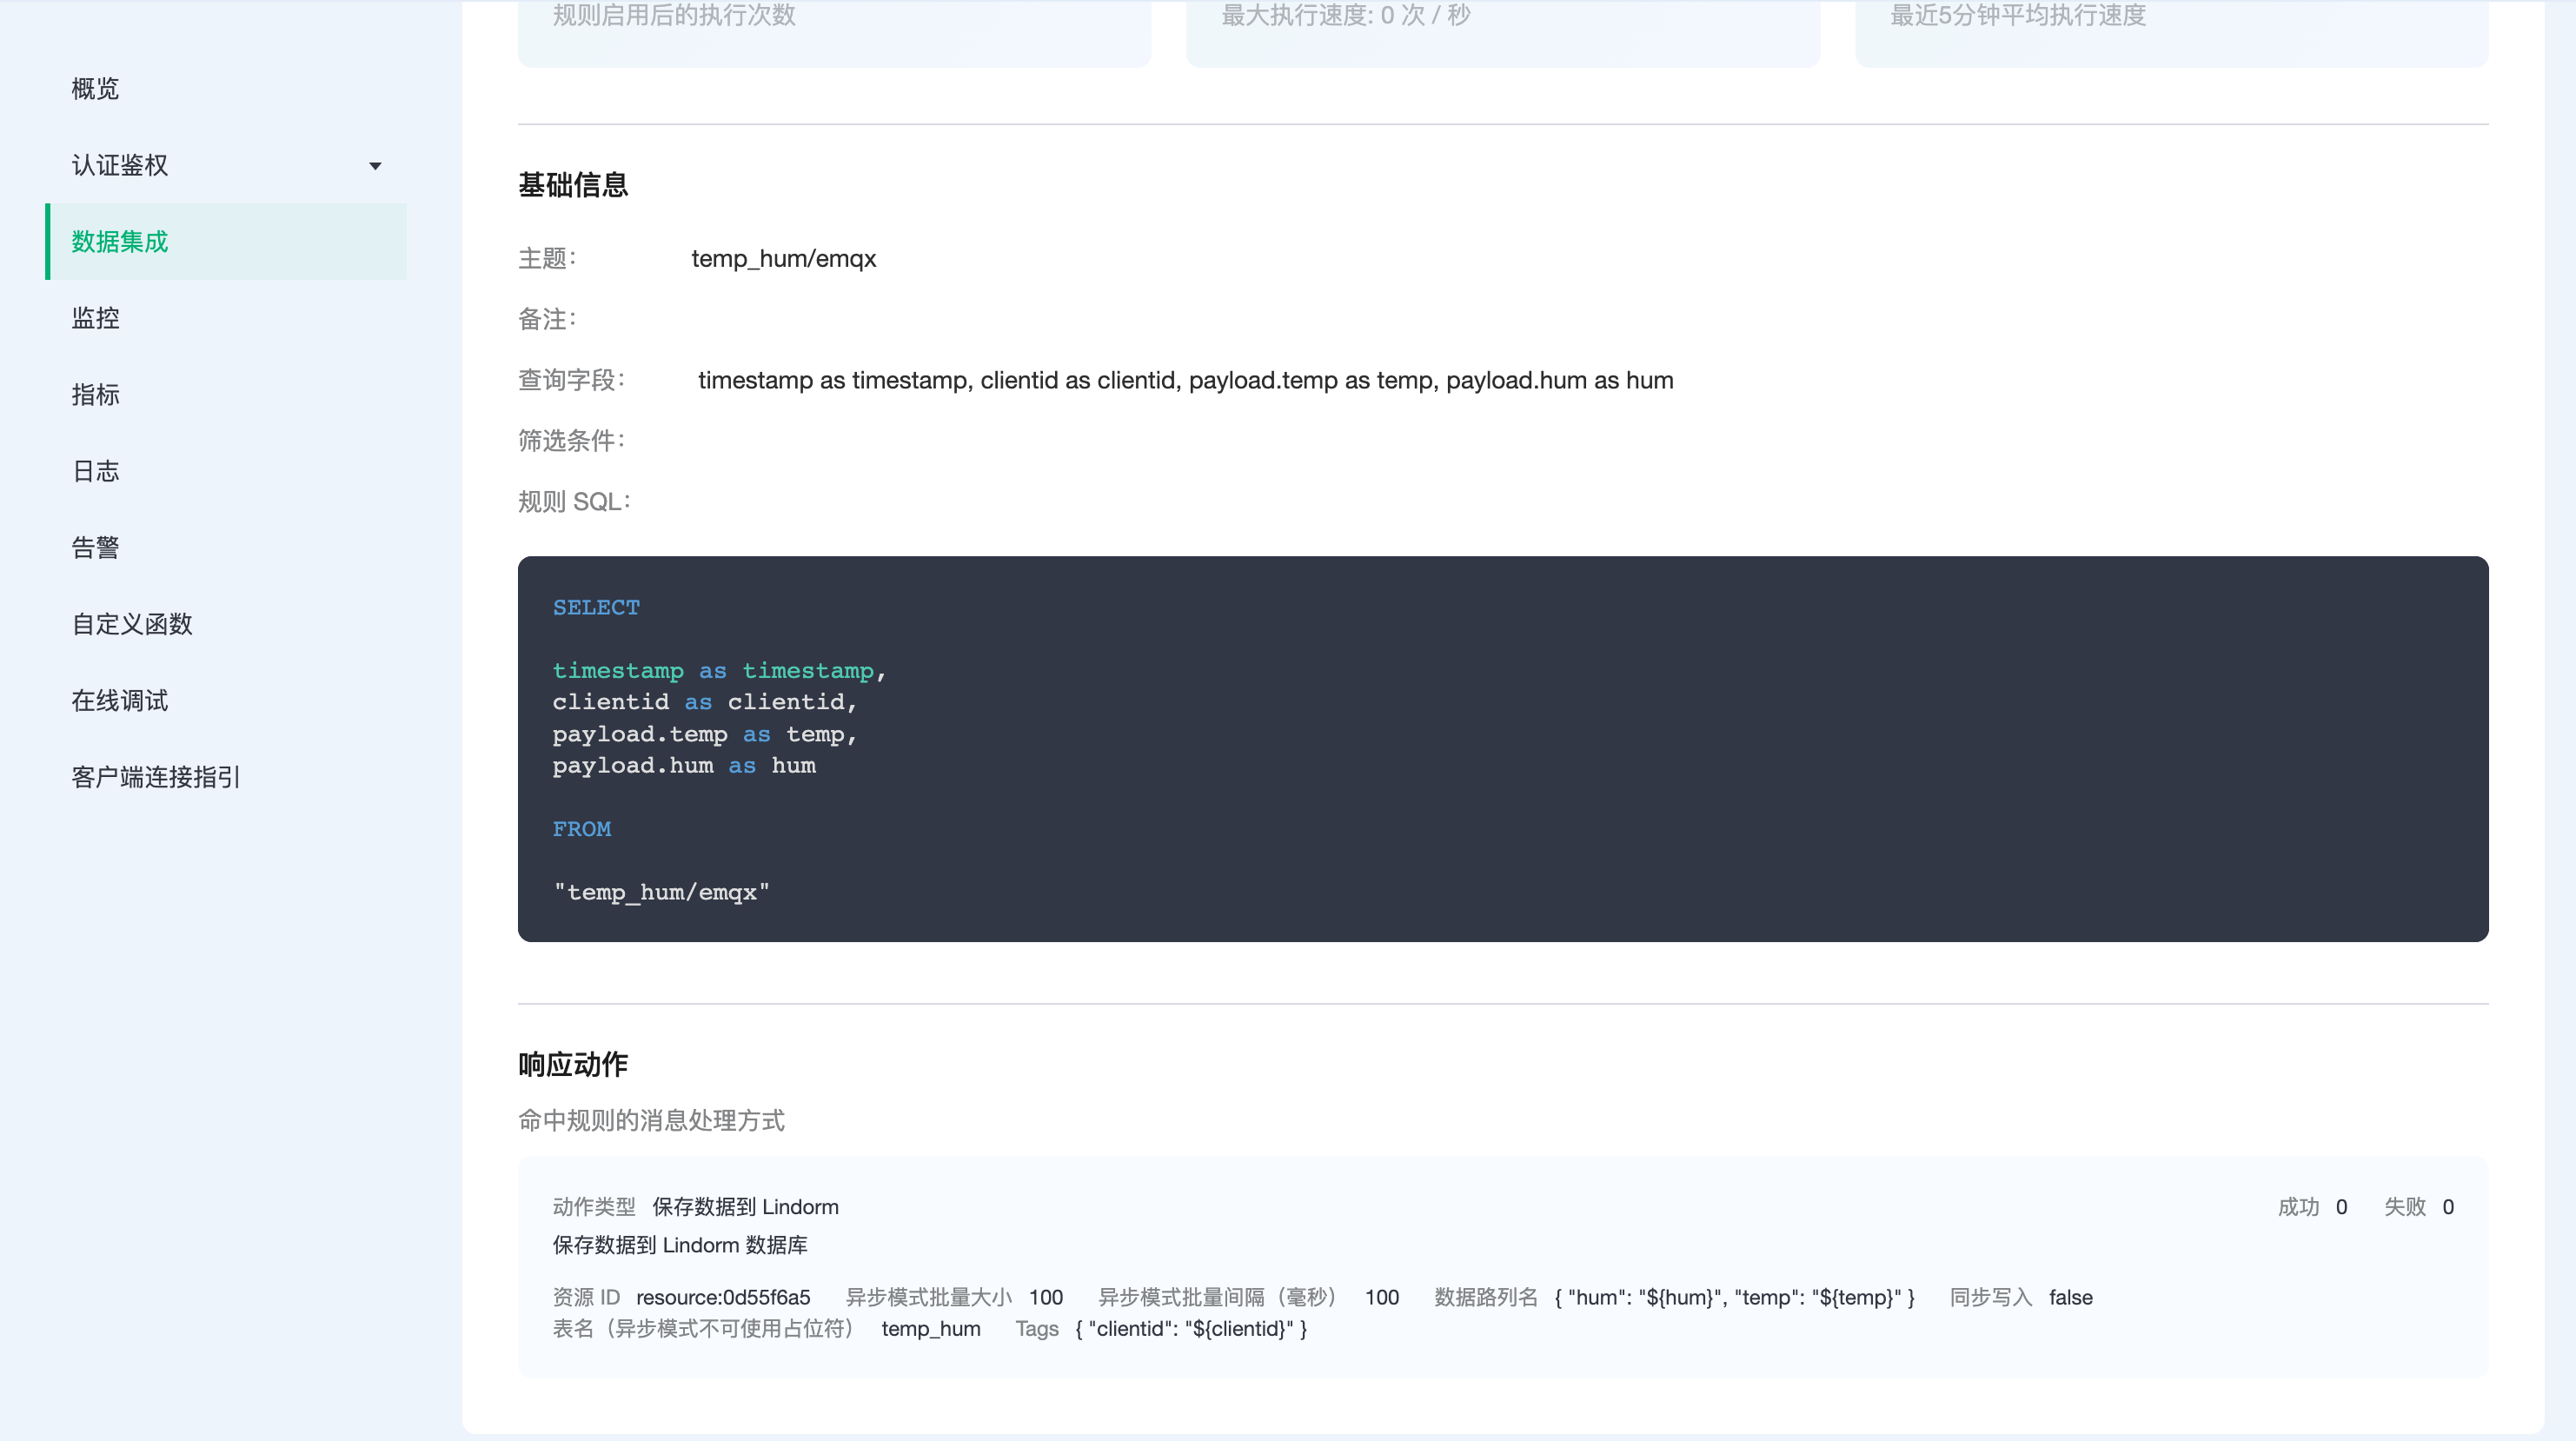 规则启用后的执行次数
最大执行速度: 0 次 / 秒
最近5分钟平均执行速度
概览
认证鉴权
数据集成
监控
指标
日志
告警
自定义函数
在线调试
客户端连接指引
基础信息
主题： temp_hum/emqx
备注：
查询字段： timestamp as timestamp, clientid as clientid, payload.temp as temp, payload.hum as hum
筛选条件：
规则 SQL：
SELECT
timestamp as timestamp,
clientid as clientid,
payload.temp as temp,
payload.hum as hum
FROM
"temp_hum/emqx"
响应动作
命中规则的消息处理方式
动作类型 保存数据到 Lindorm 成功 0 失败 0
保存数据到 Lindorm 数据库
资源 ID resource:0d55f6a5 异步模式批量大小 100 异步模式批量间隔（毫秒） 100 数据路列名 { "hum": "${hum}", "temp": "${temp}" } 同步写入 false
表名（异步模式不可使用占位符） temp_hum Tags { "clientid": "${clientid}" }